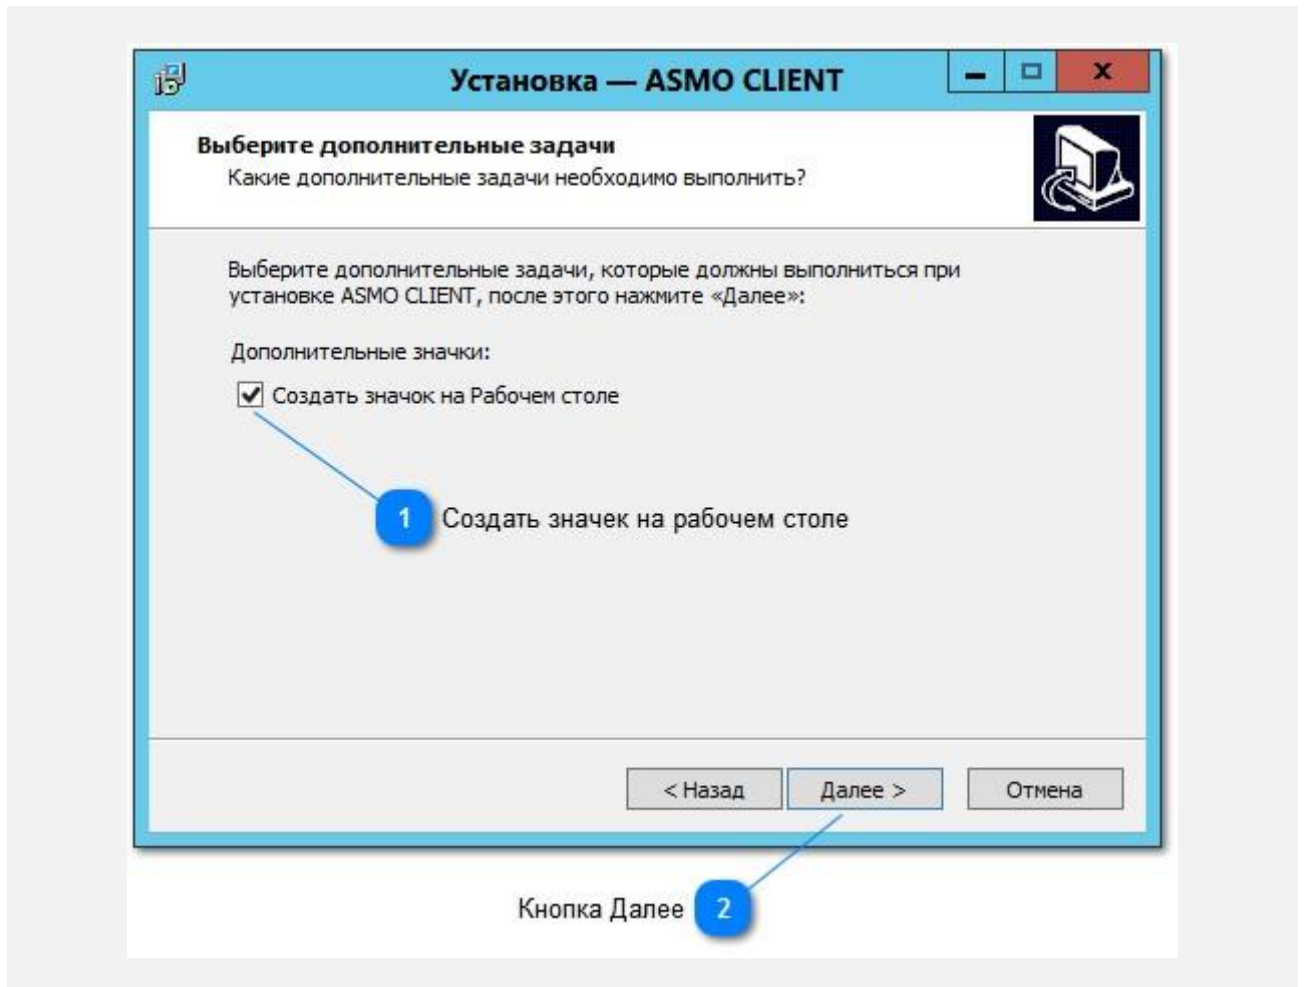 Установка — ASMO CLIENT
Выберите дополнительные задачи
Какие дополнительные задачи необходимо выполнить?
Выберите дополнительные задачи, которые должны выполниться при
установке ASMO CLIENT, после этого нажмите «Далее»:
Дополнительные значки:
Создать значок на Рабочем столе
1 Создать значек на рабочем столе
< Назад Далее > Отмена
Кнопка Далее 2